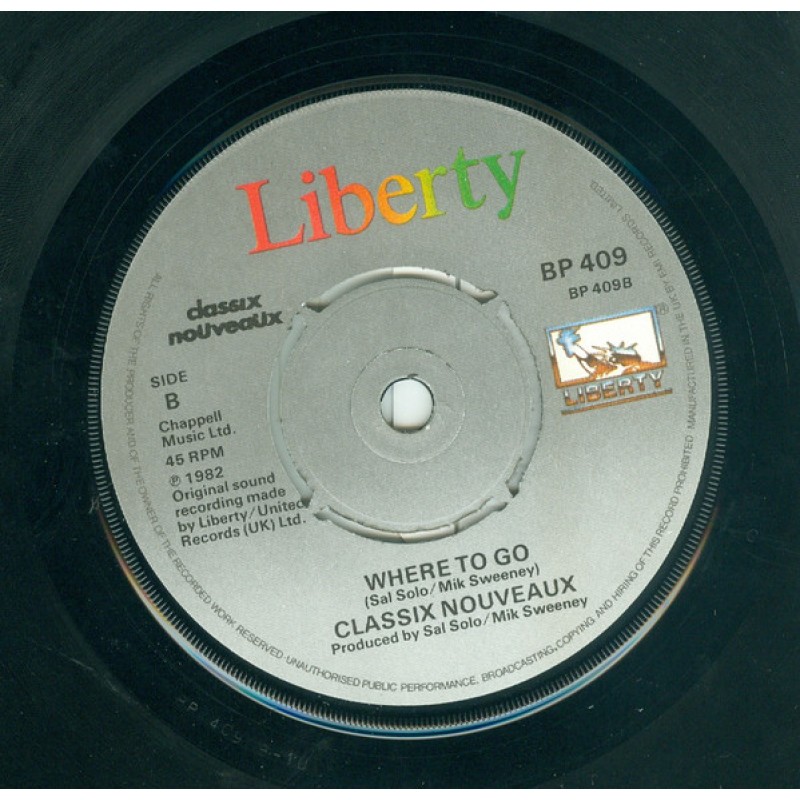 Liberty
classix
nouveaux
BP 409
BP 409B
®
LIBERTY
SIDE
B
Chappell
Music Ltd.
45 RPM
℗ 1982
Original sound
recording made
by Liberty/United
Records (UK) Ltd.
WHERE TO GO
(Sal Solo/Mik Sweeney)
CLASSIX NOUVEAUX
Produced by Sal Solo/Mik Sweeney
ALL RIGHTS OF THE PRODUCER AND OF THE OWNER OF THE RECORDED WORK RESERVED · UNAUTHORISED PUBLIC PERFORMANCE, BROADCASTING, COPYING AND HIRING OF THIS RECORD PROHIBITED. MANUFACTURED IN THE UK BY EMI RECORDS LIMITED.